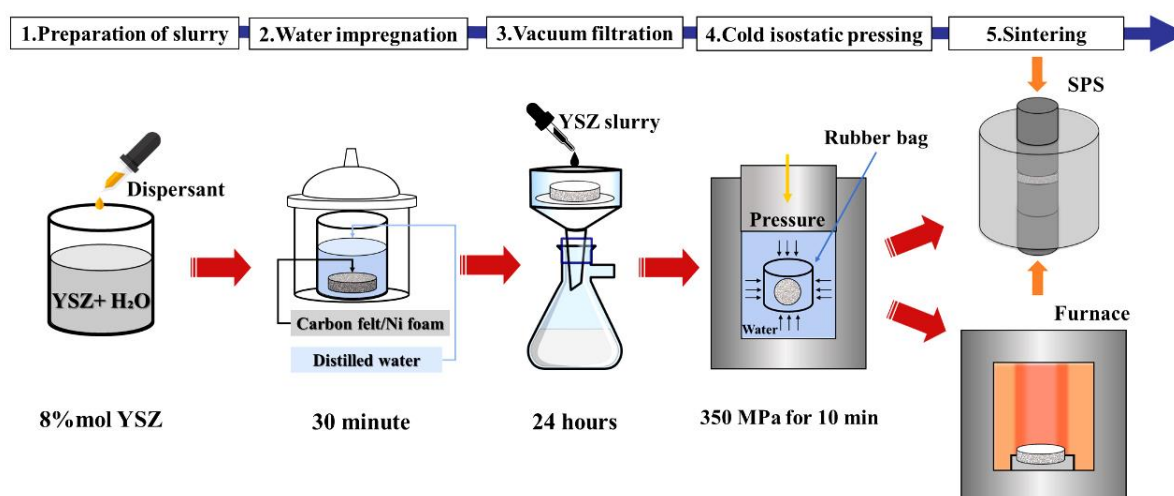 1.Preparation of slurry
2.Water impregnation
3.Vacuum filtration
4.Cold isostatic pressing
5.Sintering
Dispersant
YSZ+ H₂O
8%mol YSZ
Carbon felt/Ni foam
Distilled water
30 minute
YSZ slurry
24 hours
Rubber bag
Pressure
Water
350 MPa for 10 min
SPS
Furnace